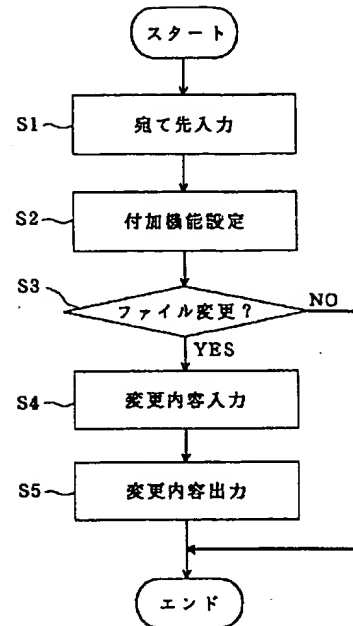 スタート
S1 宛て先入力
S2 付加機能設定
S3 ファイル変更？ NO
YES
S4 変更内容入力
S5 変更内容出力
エンド